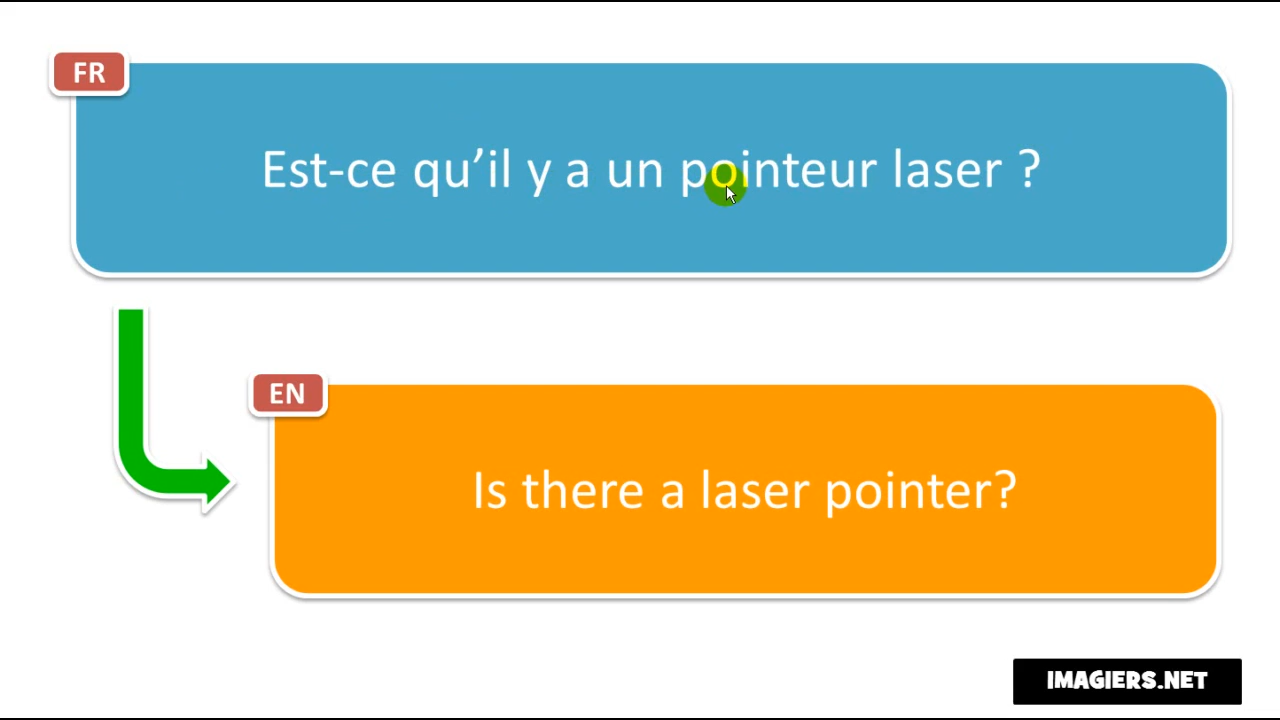 FR
Est-ce qu’il y a un pointeur laser ?
EN
Is there a laser pointer?
IMAGIERS.NET